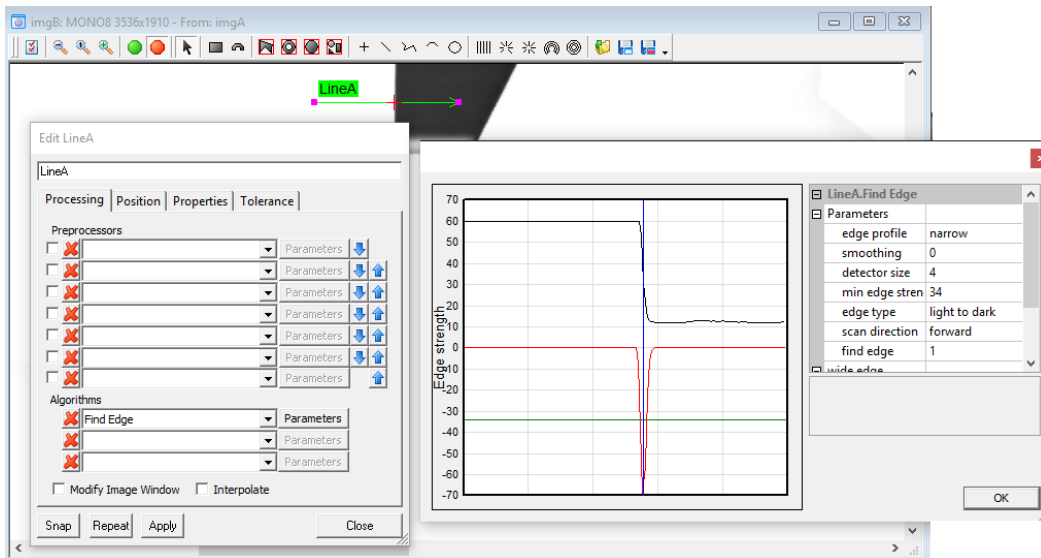 imgB: MONO8 3536x1910 - From: imgA
LineA
Edit LineA
LineA
Processing Position Properties Tolerance
Preprocessors
Parameters
Parameters
Parameters
Parameters
Parameters
Parameters
Parameters
Algorithms
Find Edge Parameters
Parameters
Parameters
Modify Image Window Interpolate
Snap Repeat Apply Close
Edge strength
70
60
50
40
30
20
10
0
-10
-20
-30
-40
-50
-60
-70
LineA.Find Edge
Parameters
edge profile narrow
smoothing 0
detector size 4
min edge stren 34
edge type light to dark
scan direction forward
find edge 1
wide edge
OK